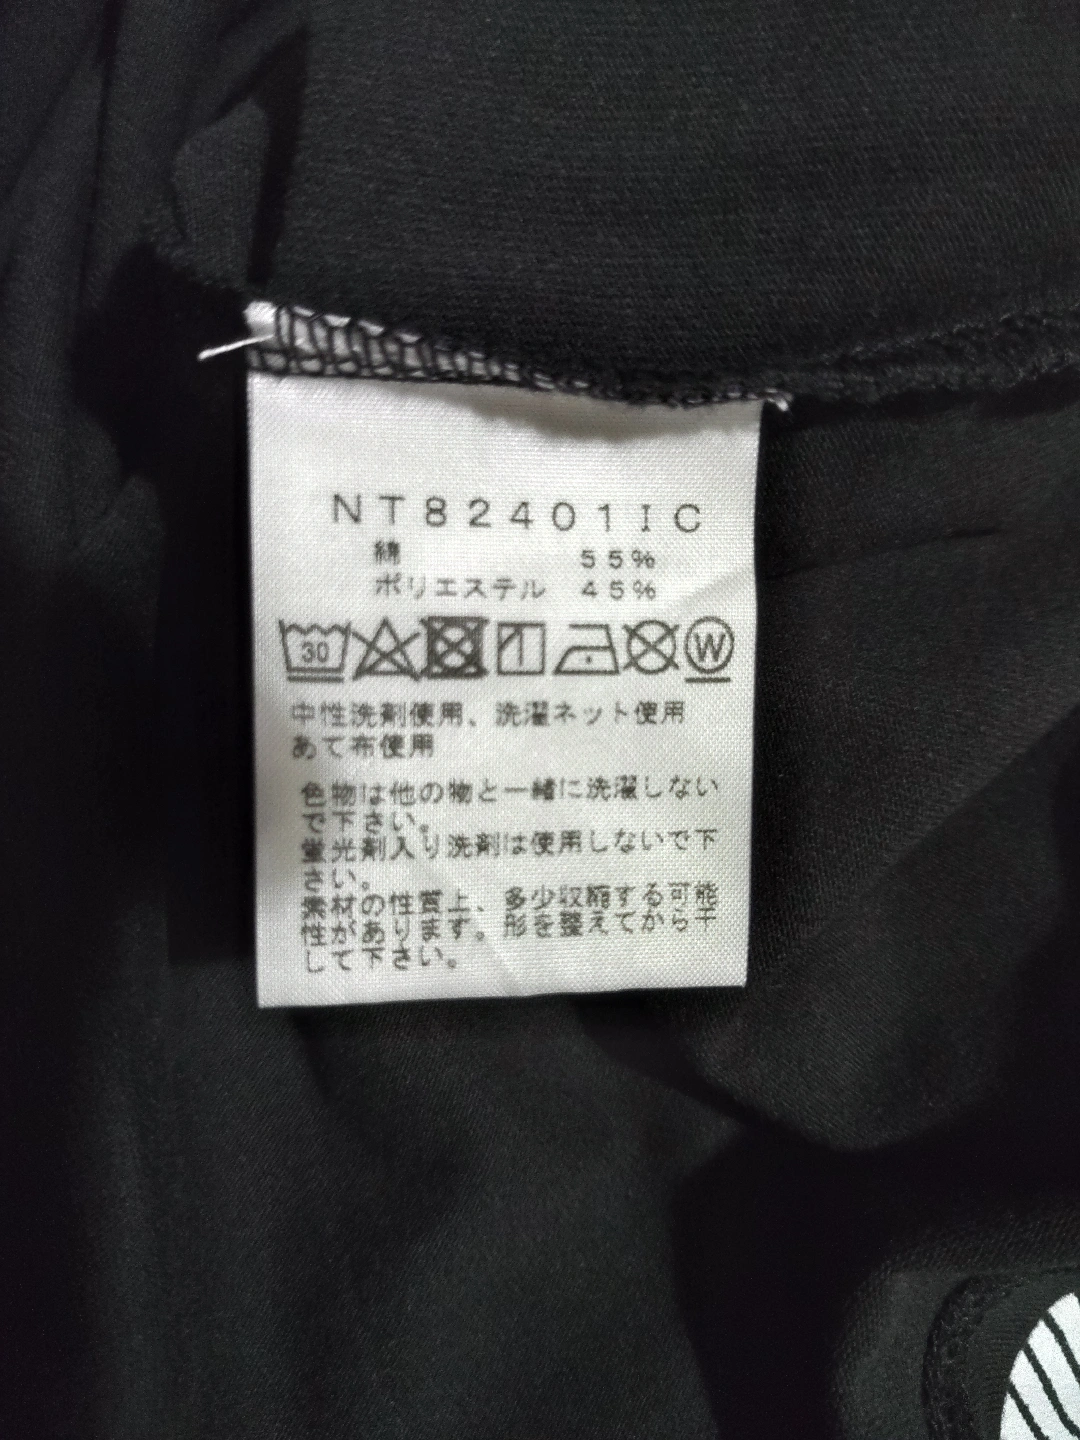 NT82401IC
綿 55%
ポリエステル 45%
30 W
中性洗剤使用、洗濯ネット使用
あて布使用
色物は他の物と一緒に洗濯しない
で下さい。
蛍光剤入り洗剤は使用しないで下
さい。
素材の性質上、多少収縮する可能
性があります。形を整えてから干
して下さい。